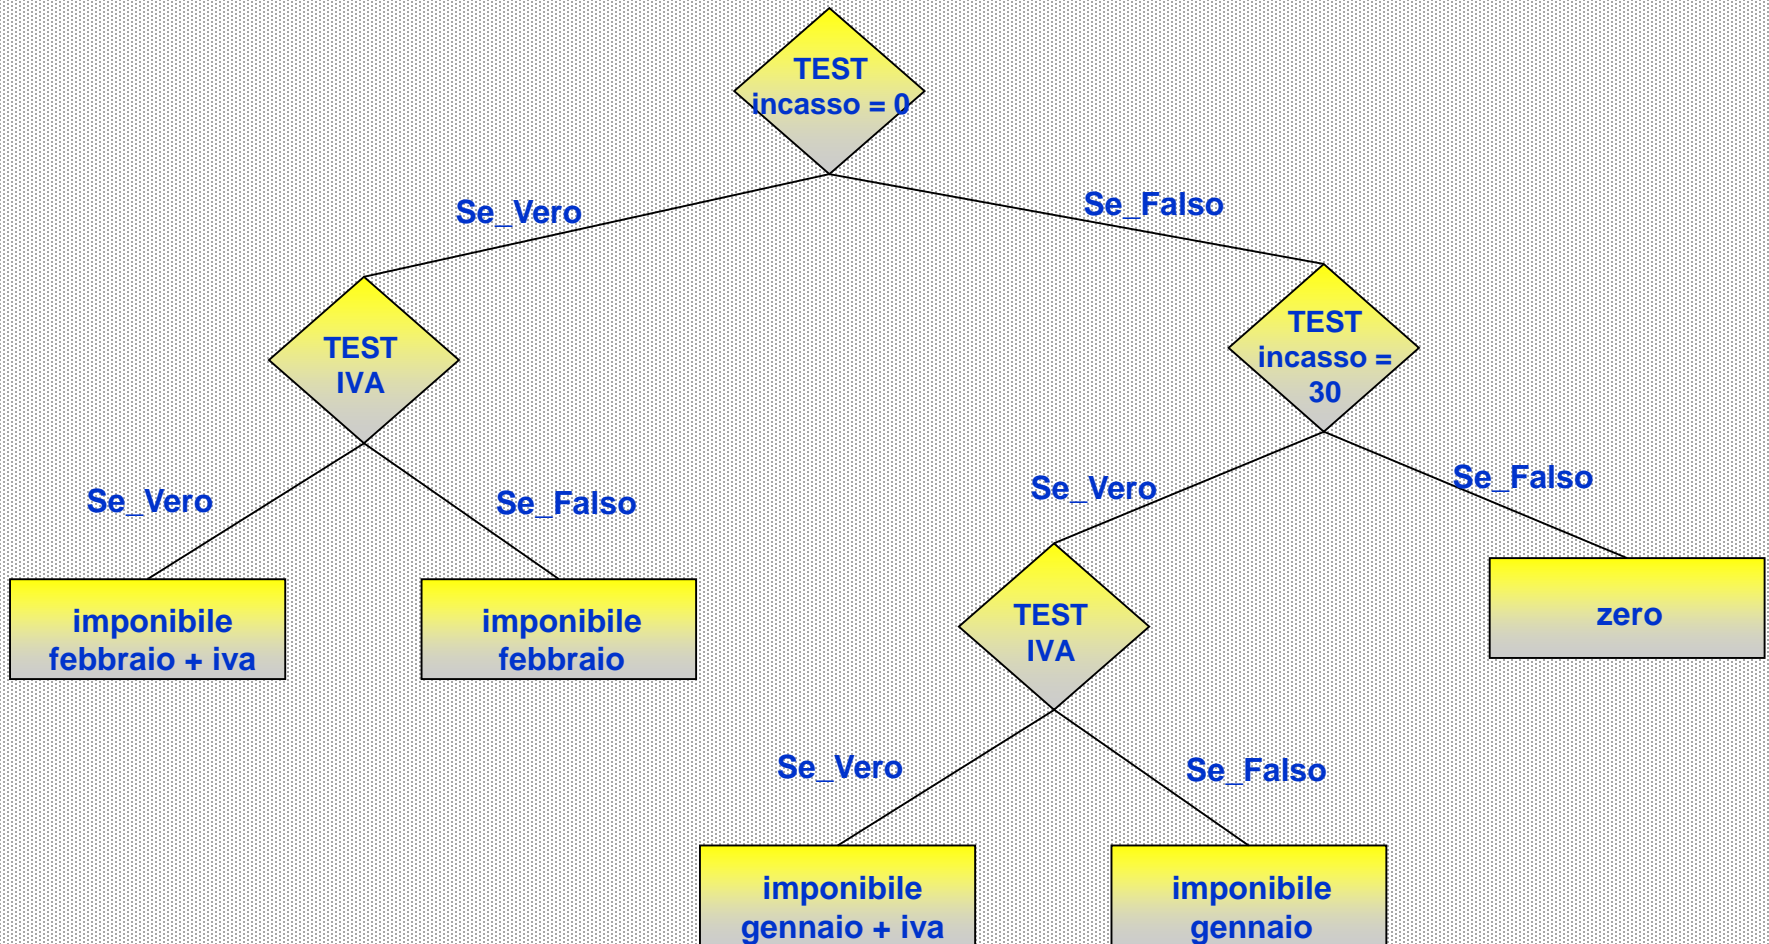 TEST
incasso = 0
Se_Vero
Se_Falso
TEST
IVA
TEST
incasso =
30
Se_Vero
Se_Falso
Se_Vero
Se_Falso
imponibile
febbraio + iva
imponibile
febbraio
TEST
IVA
zero
Se_Vero
Se_Falso
imponibile
gennaio + iva
imponibile
gennaio